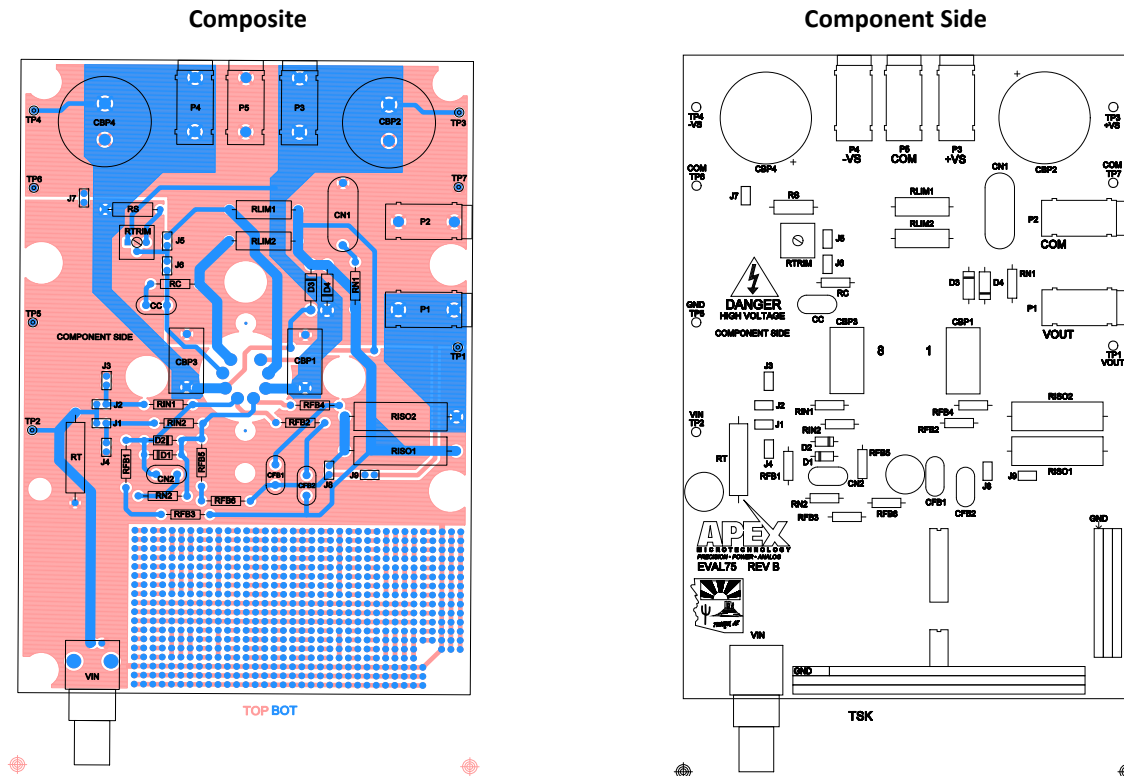 Composite
P4
P5
P3
CBP4
CBP2
TP4
TP3
TP6
TP7
J7
RS
RLIM1
CN1
P2
RTRIM
J5
RLIM2
J6
RC
D3
D4
RN1
CC
P1
TP5
COMPONENT SIDE
CBP3
CBP1
TP1
J3
J2
RIN1
RFB4
RISO2
TP2
J1
RIN2
RFB2
RT
J4
RFB1
D2
D1
RFB5
RISO1
CN2
CFB1
CFB2
J8
J9
RN2
RFB6
RFB3
VIN
TOP BOT
Component Side
+
TP4
-VS
TP3
+VS
P4
-VS
P5
COM
P3
+VS
CBP4
+
CBP2
COM
TP6
COM
TP7
CN1
J7
RS
RLIM1
P2
COM
RTRIM
J5
RLIM2
J6
RC
D3
D4
RN1
DANGER
HIGH VOLTAGE
CC
P1
VOUT
GND
TP5
COMPONENT SIDE
CBP3
8
1
CBP1
TP1
VOUT
J3
J2
RIN1
RFB4
RISO2
VIN
TP2
J1
RIN2
RFB2
RT
J4
RFB1
D2
D1
RFB5
CN2
CFB1
CFB2
J8
J9
RISO1
RN2
RFB3
RFB6
APEX
MICROTECHNOLOGY
PRECISION • POWER • ANALOG
EVAL75 REV B
GND
VIN
GND
TSK